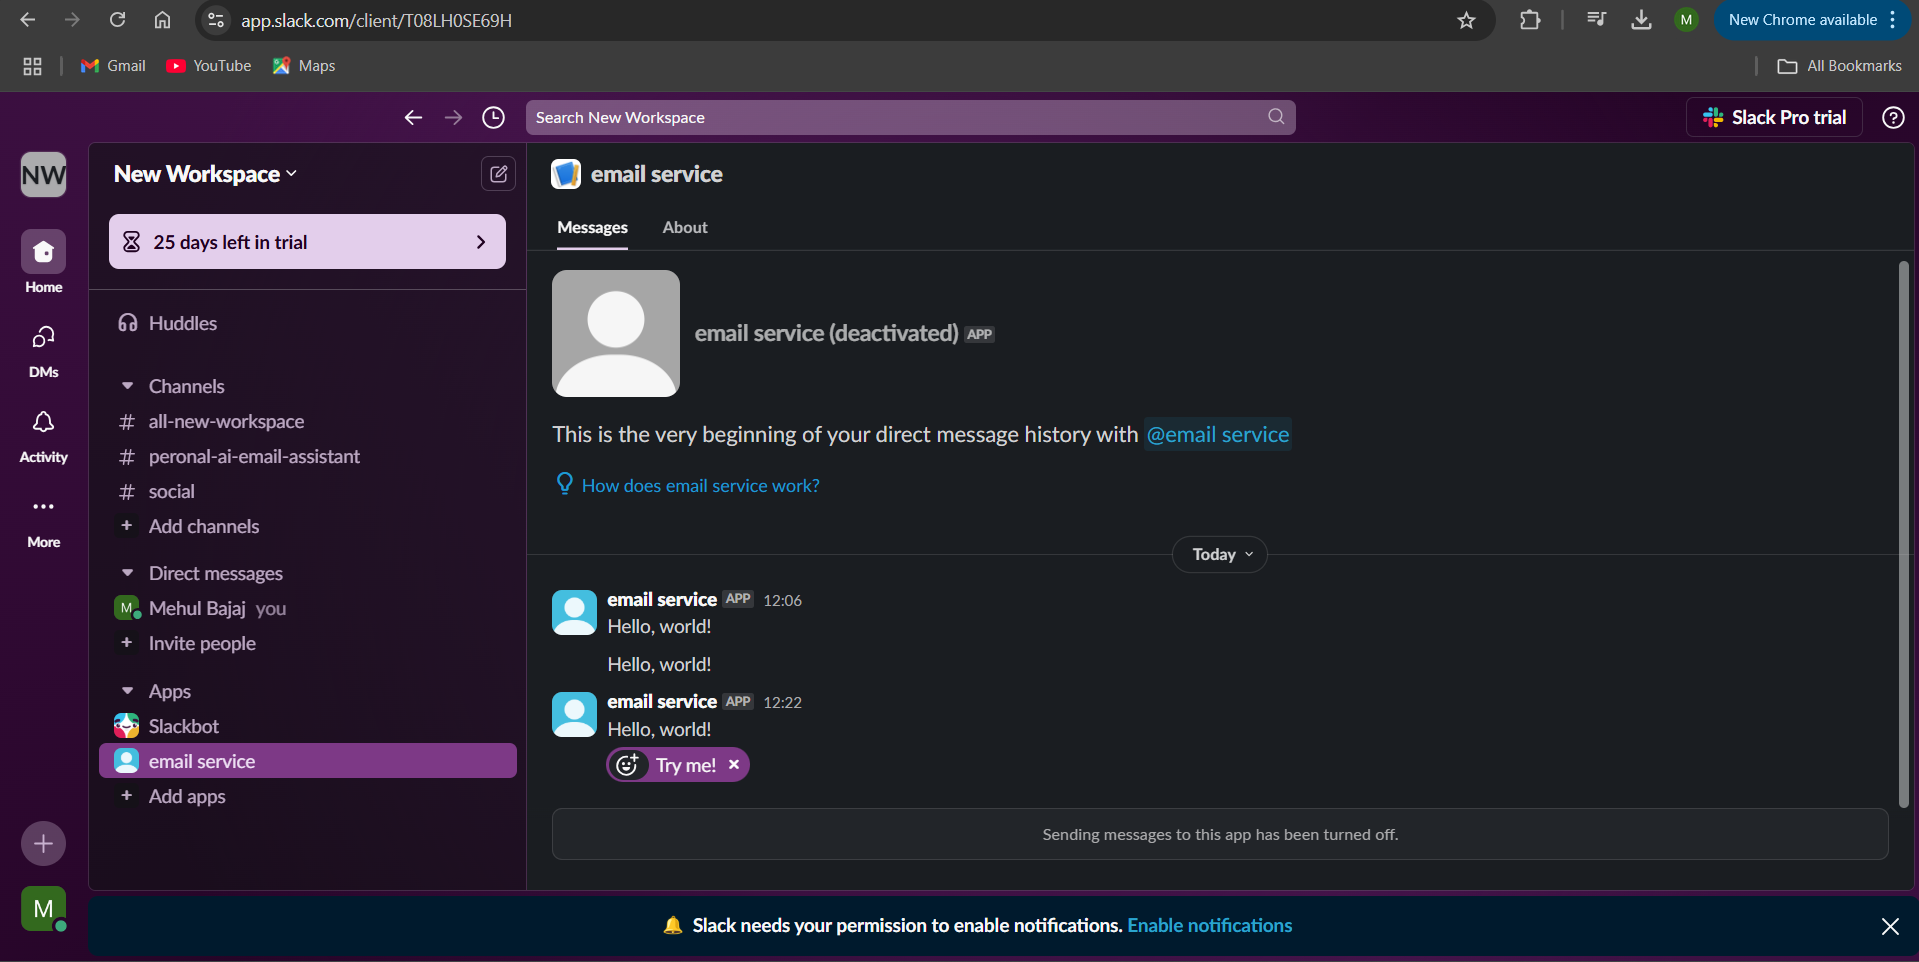 app.slack.com/client/T08LH0SE69H
M
New Chrome available
Gmail
YouTube
Maps
All Bookmarks
Search New Workspace
Slack Pro trial
NW
New Workspace
25 days left in trial
Home
DMs
Activity
More
Huddles
Channels
# all-new-workspace
# peronal-ai-email-assistant
# social
+ Add channels
Direct messages
M Mehul Bajaj you
+ Invite people
Apps
Slackbot
email service
+ Add apps
M
email service
Messages About
email service (deactivated) APP
This is the very beginning of your direct message history with @email service
How does email service work?
Today
email service APP 12:06
Hello, world!
Hello, world!
email service APP 12:22
Hello, world!
Try me!
Sending messages to this app has been turned off.
Slack needs your permission to enable notifications. Enable notifications